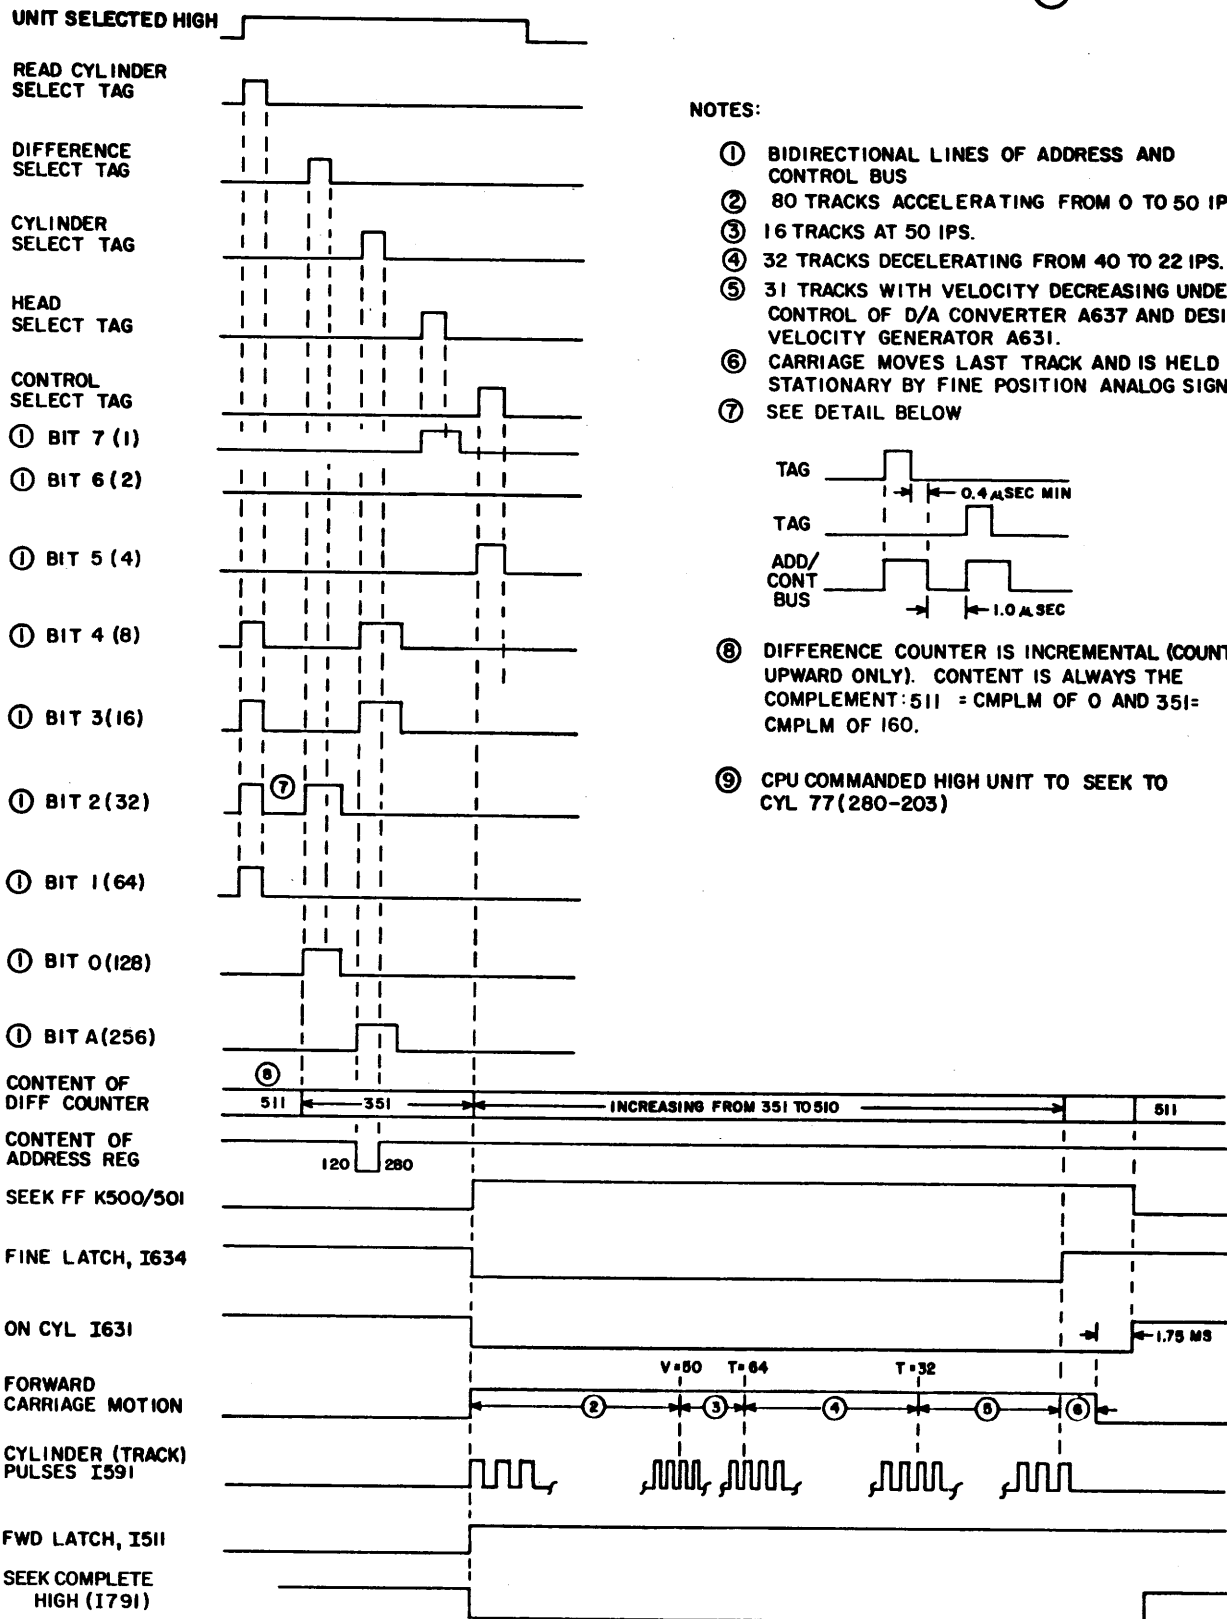 UNIT SELECTED HIGH
READ CYLINDER
SELECT TAG
DIFFERENCE
SELECT TAG
CYLINDER
SELECT TAG
HEAD
SELECT TAG
CONTROL
SELECT TAG
① BIT 7 (1)
① BIT 6 (2)
① BIT 5 (4)
① BIT 4 (8)
① BIT 3(16)
① BIT 2(32)
⑦
① BIT 1(64)
① BIT 0(128)
① BIT A(256)
NOTES:
① BIDIRECTIONAL LINES OF ADDRESS AND
CONTROL BUS
② 80 TRACKS ACCELERATING FROM 0 TO 50 IP
③ 16 TRACKS AT 50 IPS.
④ 32 TRACKS DECELERATING FROM 40 TO 22 IPS.
⑤ 31 TRACKS WITH VELOCITY DECREASING UNDE
CONTROL OF D/A CONVERTER A637 AND DESI
VELOCITY GENERATOR A631.
⑥ CARRIAGE MOVES LAST TRACK AND IS HELD
STATIONARY BY FINE POSITION ANALOG SIGN
⑦ SEE DETAIL BELOW
TAG
0.4 μSEC MIN
TAG
ADD/
CONT
BUS
1.0 μSEC
⑧ DIFFERENCE COUNTER IS INCREMENTAL (COUNT
UPWARD ONLY). CONTENT IS ALWAYS THE
COMPLEMENT: 511 = CMPLM OF 0 AND 351=
CMPLM OF 160.
⑨ CPU COMMANDED HIGH UNIT TO SEEK TO
CYL 77(280-203)
⑧
CONTENT OF
DIFF COUNTER
511 351 INCREASING FROM 351 TO 510 511
CONTENT OF
ADDRESS REG
120 280
SEEK FF K500/501
FINE LATCH, I634
ON CYL I631
1.75 MS
V=50 T=64 T=32
FORWARD
CARRIAGE MOTION
② ③ ④ ⑤ ⑥
CYLINDER (TRACK)
PULSES I591
FWD LATCH, I511
SEEK COMPLETE
HIGH (I791)